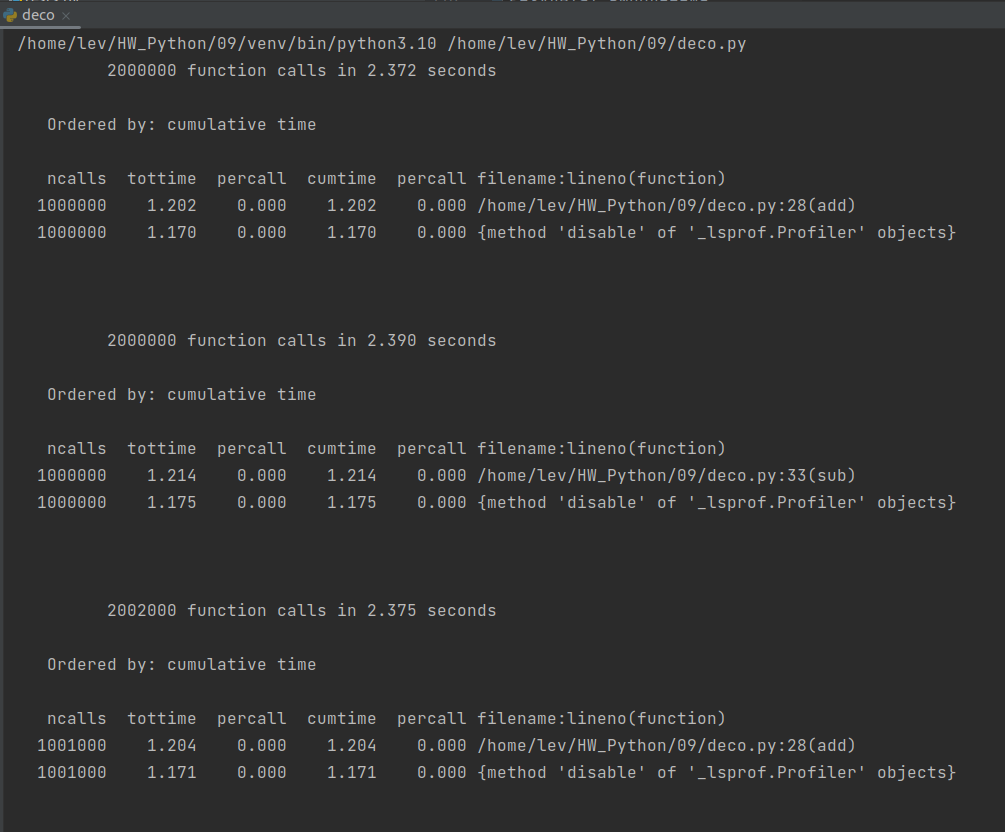 deco ×
/home/lev/HW_Python/09/venv/bin/python3.10 /home/lev/HW_Python/09/deco.py
2000000 function calls in 2.372 seconds
Ordered by: cumulative time
ncalls tottime percall cumtime percall filename:lineno(function)
1000000 1.202 0.000 1.202 0.000 /home/lev/HW_Python/09/deco.py:28(add)
1000000 1.170 0.000 1.170 0.000 {method 'disable' of '_lsprof.Profiler' objects}
2000000 function calls in 2.390 seconds
Ordered by: cumulative time
ncalls tottime percall cumtime percall filename:lineno(function)
1000000 1.214 0.000 1.214 0.000 /home/lev/HW_Python/09/deco.py:33(sub)
1000000 1.175 0.000 1.175 0.000 {method 'disable' of '_lsprof.Profiler' objects}
2002000 function calls in 2.375 seconds
Ordered by: cumulative time
ncalls tottime percall cumtime percall filename:lineno(function)
1001000 1.204 0.000 1.204 0.000 /home/lev/HW_Python/09/deco.py:28(add)
1001000 1.171 0.000 1.171 0.000 {method 'disable' of '_lsprof.Profiler' objects}